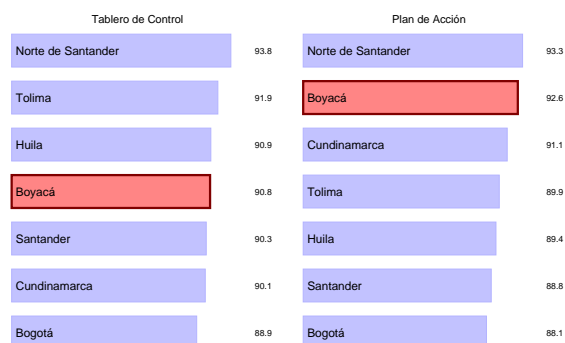 Tablero de Control
Norte de Santander 93.8
Tolima 91.9
Huila 90.9
Boyacá 90.8
Santander 90.3
Cundinamarca 90.1
Bogotá 88.9
Plan de Acción
Norte de Santander 93.3
Boyacá 92.6
Cundinamarca 91.1
Tolima 89.9
Huila 89.4
Santander 88.8
Bogotá 88.1